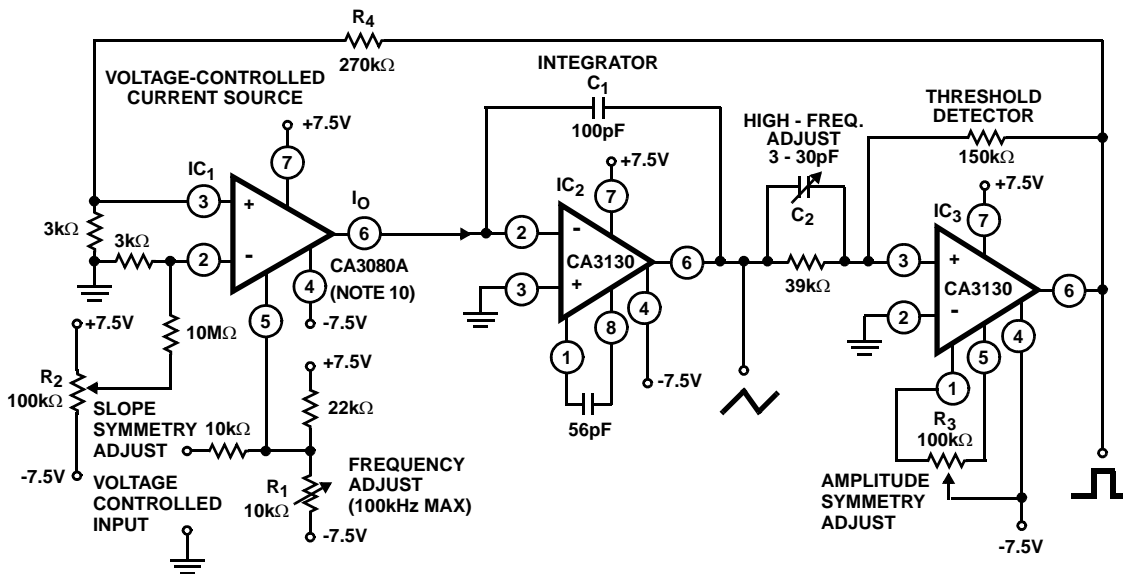 R4
270kΩ
VOLTAGE-CONTROLLED
CURRENT SOURCE
+7.5V
7
IC1
3
+
3kΩ
3kΩ
2
-
IO
6
CA3080A
(NOTE 10)
4
-7.5V
5
+7.5V
10MΩ
R2
100kΩ
-7.5V
SLOPE
SYMMETRY
ADJUST
10kΩ
VOLTAGE
CONTROLLED
INPUT
+7.5V
22kΩ
R1
10kΩ
FREQUENCY
ADJUST
(100kHz MAX)
-7.5V
INTEGRATOR
C1
100pF
+7.5V
IC2
7
2
-
CA3130
3
+
6
4
8
1
-7.5V
56pF
HIGH - FREQ.
ADJUST
3 - 30pF
C2
39kΩ
THRESHOLD
DETECTOR
150kΩ
+7.5V
IC3
7
3
+
CA3130
2
-
6
4
5
1
R3
100kΩ
AMPLITUDE
SYMMETRY
ADJUST
-7.5V